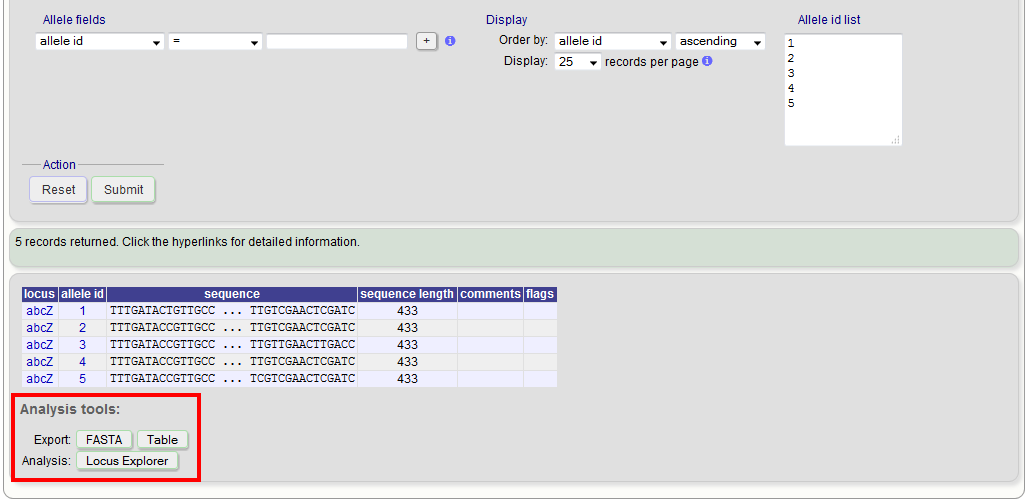 Allele fields
allele id = + i
Display
Order by: allele id ascending
Display: 25 records per page i
Allele id list
1
2
3
4
5
Action
Reset Submit
5 records returned. Click the hyperlinks for detailed information.
locus allele id sequence sequence length comments flags
abcZ 1 TTTGATACTGTTGCC ... TTGTCGAACTCGATC 433
abcZ 2 TTTGATACCGTTGCC ... TTGTCGAACTCGATC 433
abcZ 3 TTTGATACCGTTGCC ... TTGTTGAACTTGACC 433
abcZ 4 TTTGATACCGTTGCC ... TTGTCGAACTCGATC 433
abcZ 5 TTTGATACCGTTGCC ... TCGTCGAACTCGATC 433
Analysis tools:
Export: FASTA Table
Analysis: Locus Explorer